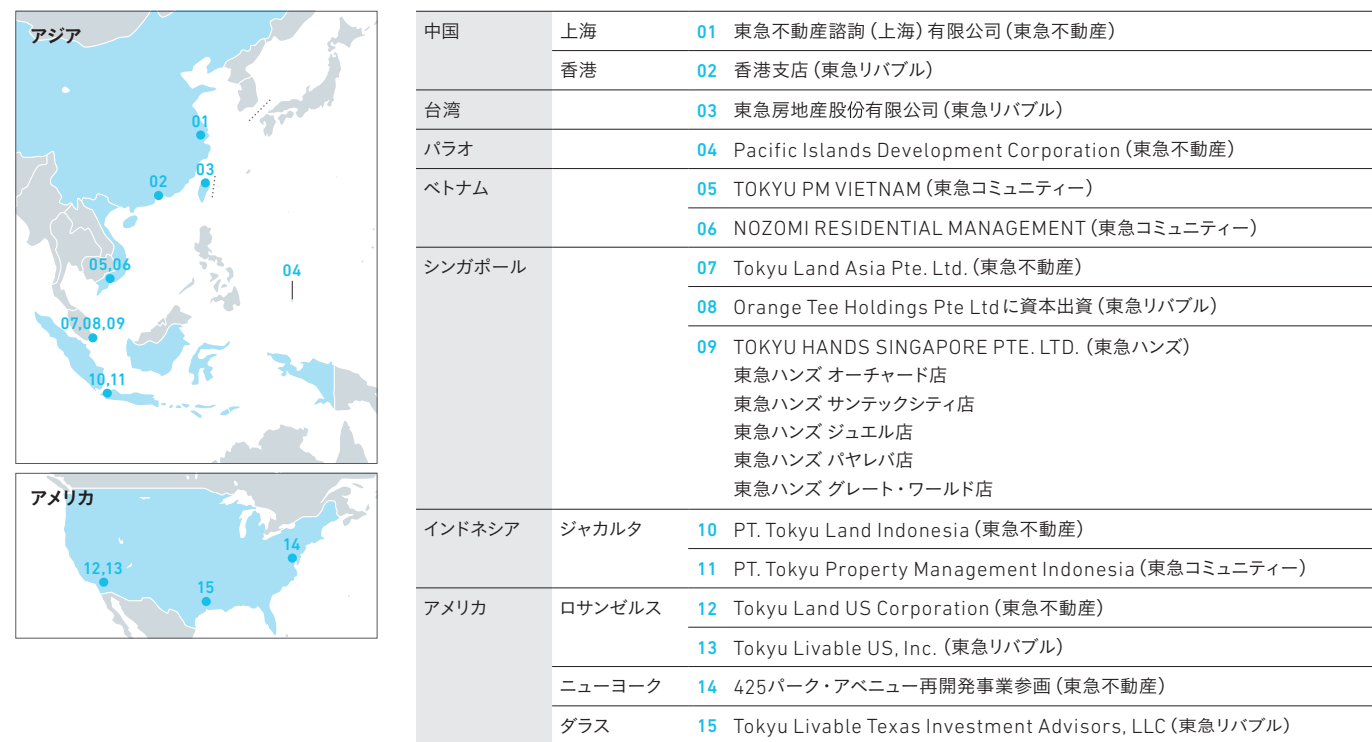 アジア
01
03
02
05,06
04
07,08,09
10,11
アメリカ
14
12,13
15
中国 上海 01 東急不動産諮詢(上海)有限公司(東急不動産)
香港 02 香港支店(東急リバブル)
台湾 03 東急房地産股份有限公司(東急リバブル)
パラオ 04 Pacific Islands Development Corporation(東急不動産)
ベトナム 05 TOKYU PM VIETNAM(東急コミュニティー)
06 NOZOMI RESIDENTIAL MANAGEMENT(東急コミュニティー)
シンガポール 07 Tokyu Land Asia Pte. Ltd.(東急不動産)
08 Orange Tee Holdings Pte Ltdに資本出資(東急リバブル)
09 TOKYU HANDS SINGAPORE PTE. LTD.(東急ハンズ)
東急ハンズ オーチャード店
東急ハンズ サンテックシティ店
東急ハンズ ジュエル店
東急ハンズ パヤレバ店
東急ハンズ グレート・ワールド店
インドネシア ジャカルタ 10 PT. Tokyu Land Indonesia(東急不動産)
11 PT. Tokyu Property Management Indonesia(東急コミュニティー)
アメリカ ロサンゼルス 12 Tokyu Land US Corporation(東急不動産)
13 Tokyu Livable US, Inc.(東急リバブル)
ニューヨーク 14 425パーク・アベニュー再開発事業参画(東急不動産)
ダラス 15 Tokyu Livable Texas Investment Advisors, LLC(東急リバブル)